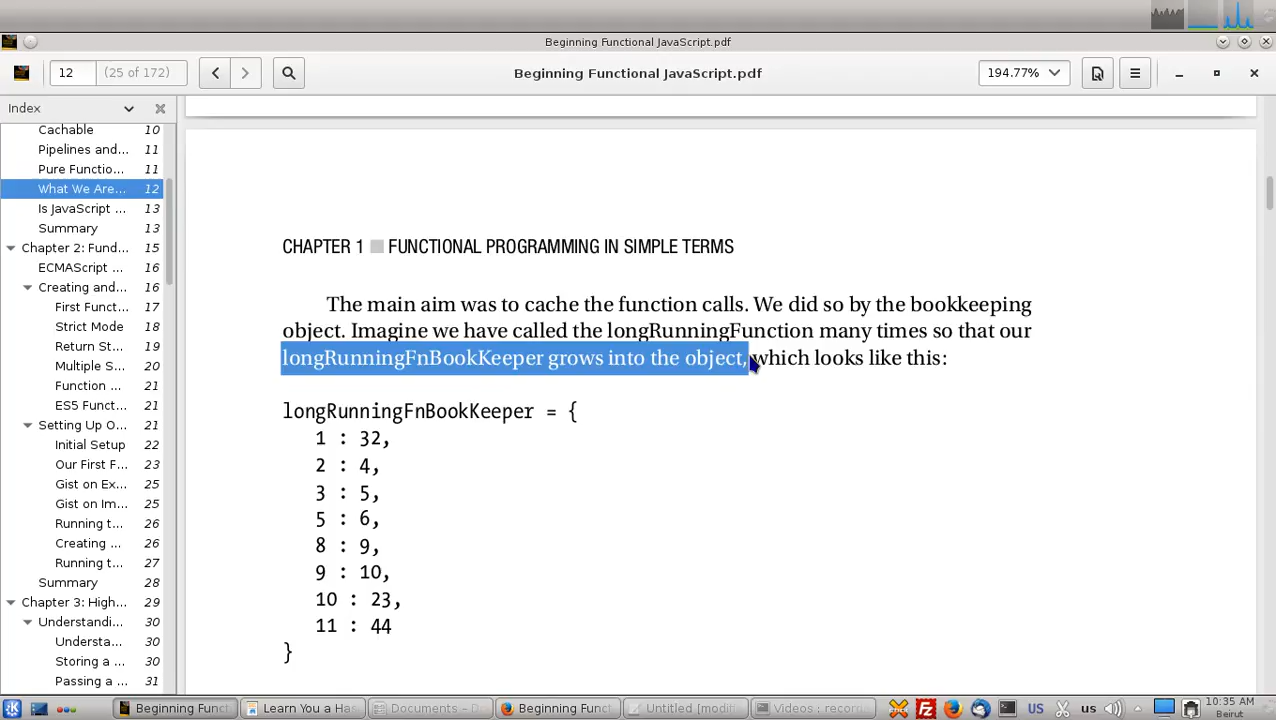 Beginning Functional JavaScript.pdf
12 (25 of 172)
Beginning Functional JavaScript.pdf
194.77%
Index
Cachable 10
Pipelines and... 11
Pure Functio... 11
What We Are... 12
Is JavaScript ... 13
Summary 13
Chapter 2: Fund... 15
ECMAScript ... 16
Creating and... 16
First Funct... 17
Strict Mode 18
Return St... 19
Multiple S... 20
Function ... 21
ES5 Funct... 21
Setting Up O... 21
Initial Setup 22
Our First F... 23
Gist on Ex... 25
Gist on Im... 25
Running t... 26
Creating ... 26
Running t... 27
Summary 28
Chapter 3: High... 29
Understandi... 30
Understa... 30
Storing a ... 30
Passing a ... 31
CHAPTER 1 FUNCTIONAL PROGRAMMING IN SIMPLE TERMS
The main aim was to cache the function calls. We did so by the bookkeeping
object. Imagine we have called the longRunningFunction many times so that our
longRunningFnBookKeeper grows into the object, which looks like this:
longRunningFnBookKeeper = {
1 : 32,
2 : 4,
3 : 5,
5 : 6,
8 : 9,
9 : 10,
10 : 23,
11 : 44
}
Beginning Func Learn You a Has Documents – D... Beginning Func Untitled [modif Videos : record US us 10:35 AM
Beirut